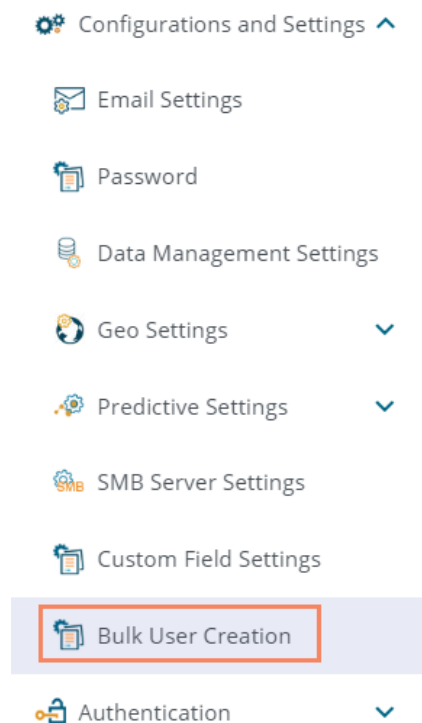 Configurations and Settings
Email Settings
Password
Data Management Settings
Geo Settings
Predictive Settings
SMB SMB Server Settings
Custom Field Settings
Bulk User Creation
Authentication